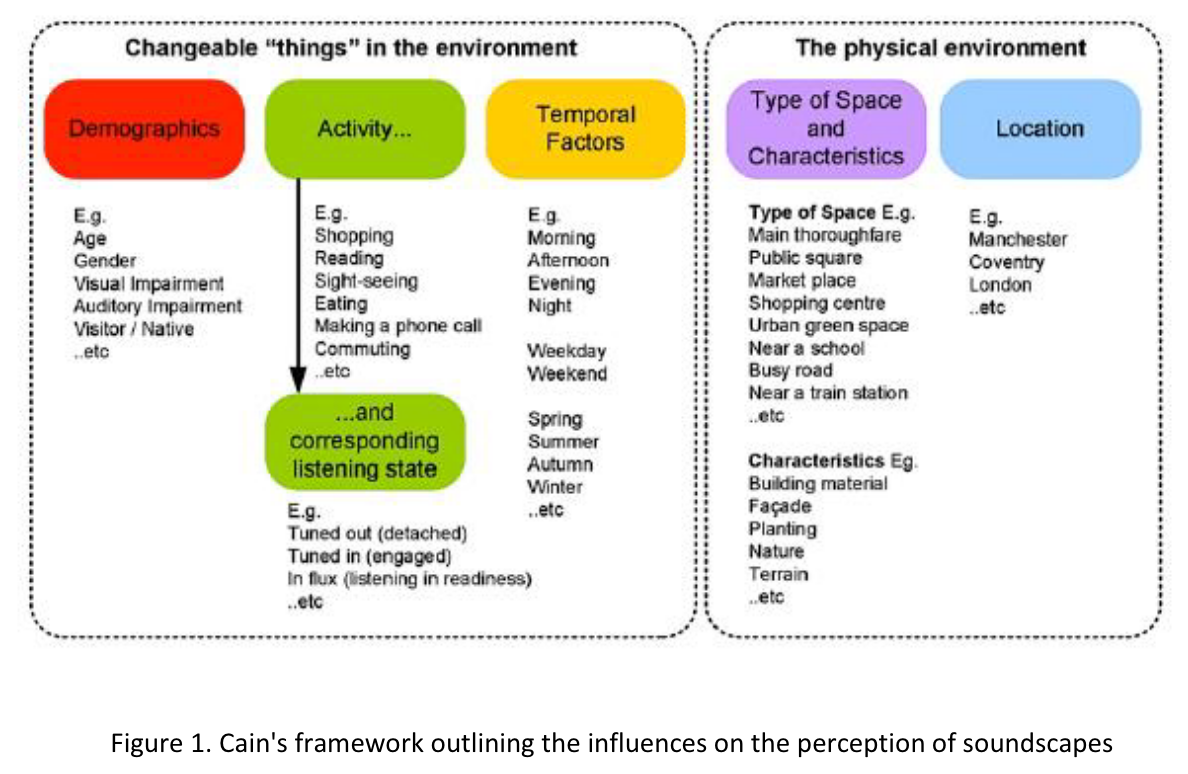 Changeable “things” in the environment
Demographics
E.g.
Age
Gender
Visual Impairment
Auditory Impairment
Visitor / Native
..etc
Activity...
E.g.
Shopping
Reading
Sight-seeing
Eating
Making a phone call
Commuting
..etc
...and
corresponding
listening state
E.g.
Tuned out (detached)
Tuned in (engaged)
In flux (listening in readiness)
..etc
Temporal
Factors
E.g.
Morning
Afternoon
Evening
Night
Weekday
Weekend
Spring
Summer
Autumn
Winter
..etc
The physical environment
Type of Space
and
Characteristics
Type of Space E.g.
Main thoroughfare
Public square
Market place
Shopping centre
Urban green space
Near a school
Busy road
Near a train station
..etc
Characteristics Eg.
Building material
Façade
Planting
Nature
Terrain
..etc
Location
E.g.
Manchester
Coventry
London
..etc
Figure 1. Cain's framework outlining the influences on the perception of soundscapes